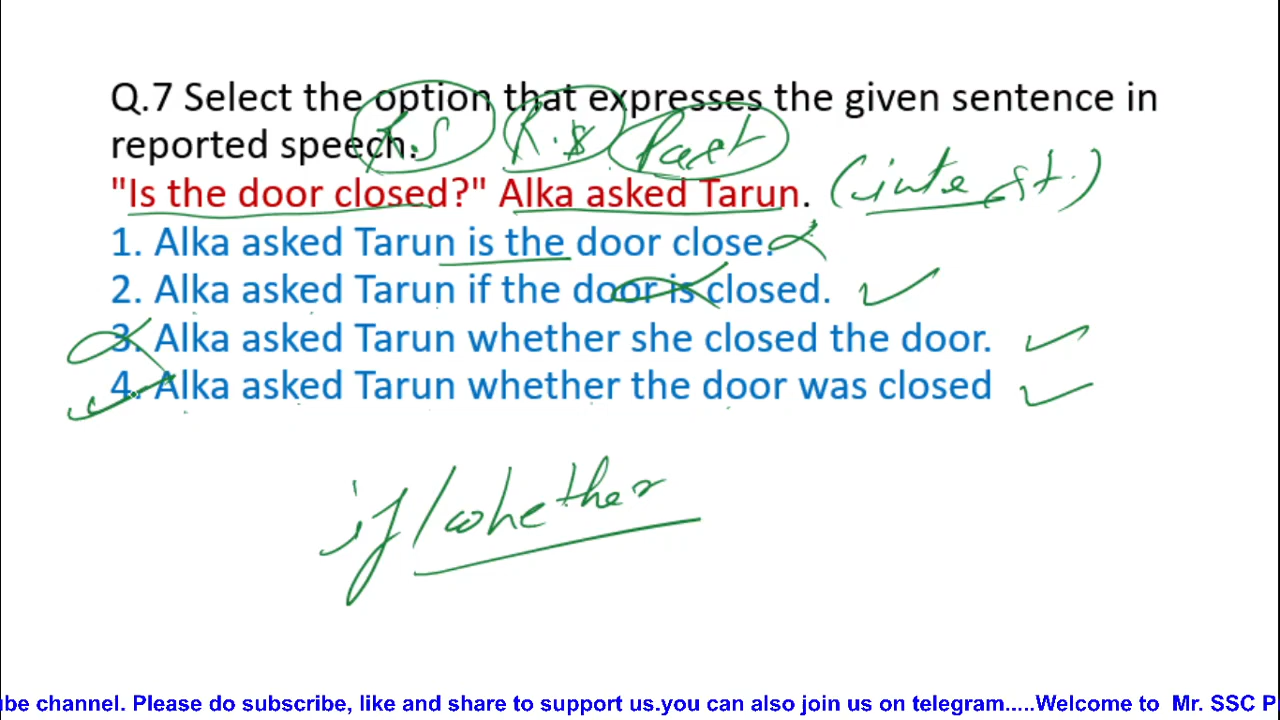 Q.7 Select the option that expresses the given sentence in
reported speech.
R.S R.S Past
"Is the door closed?" Alka asked Tarun. (inte st.)
1. Alka asked Tarun is the door close.
2. Alka asked Tarun if the door is closed.
3. Alka asked Tarun whether she closed the door.
4. Alka asked Tarun whether the door was closed
if/whether
ube channel. Please do subscribe, like and share to support us.you can also join us on telegram.....Welcome to Mr. SSC P